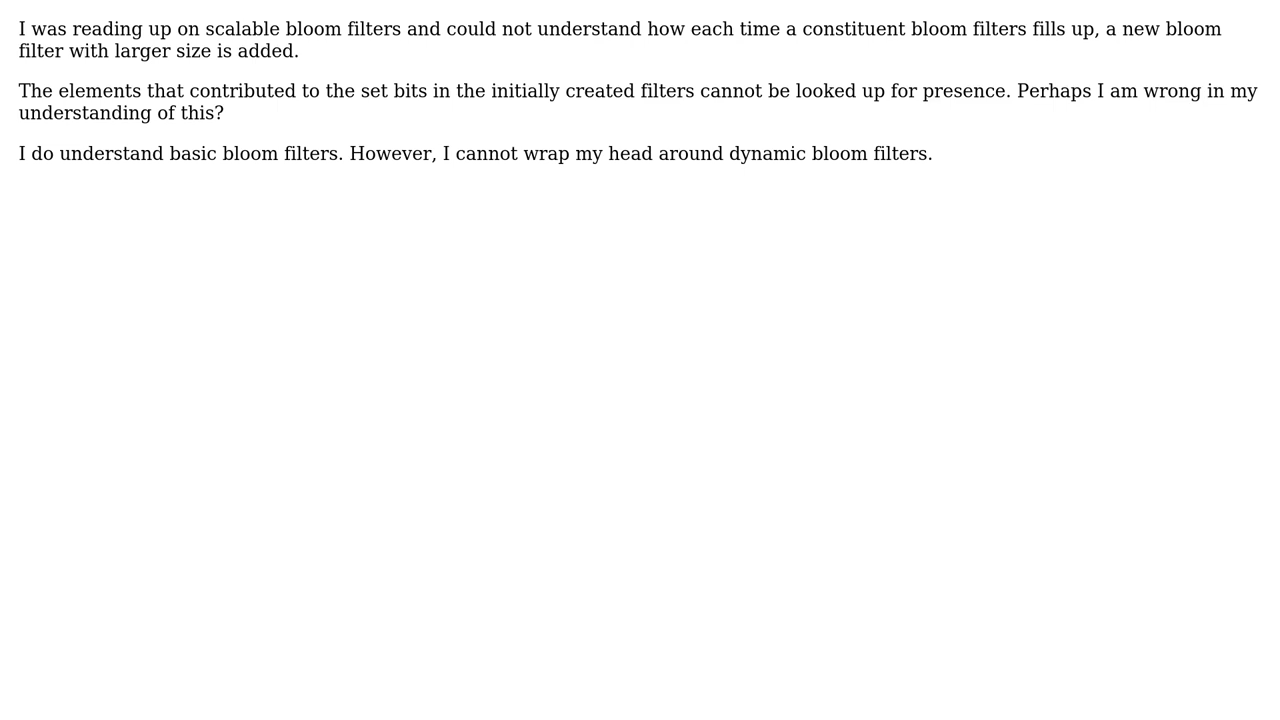 I was reading up on scalable bloom filters and could not understand how each time a constituent bloom filters fills up, a new bloom
filter with larger size is added.
The elements that contributed to the set bits in the initially created filters cannot be looked up for presence. Perhaps I am wrong in my
understanding of this?
I do understand basic bloom filters. However, I cannot wrap my head around dynamic bloom filters.